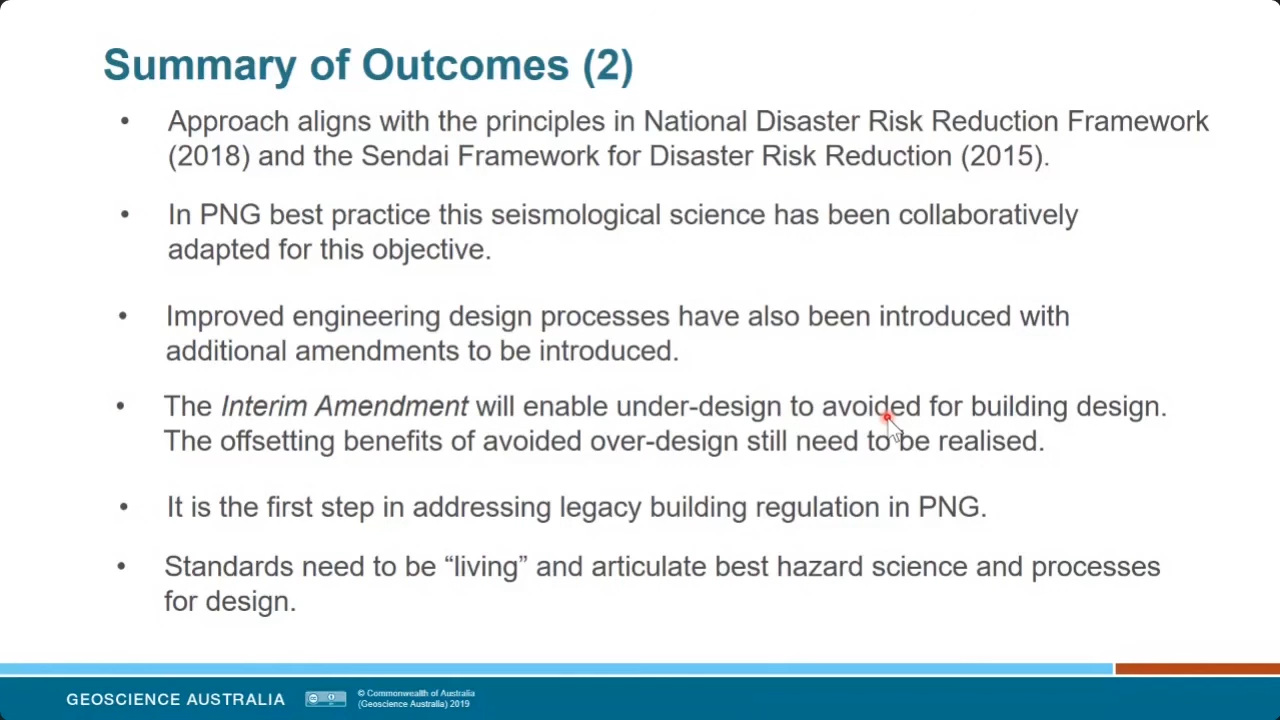 Summary of Outcomes (2)
• Approach aligns with the principles in National Disaster Risk Reduction Framework
(2018) and the Sendai Framework for Disaster Risk Reduction (2015).
• In PNG best practice this seismological science has been collaboratively
adapted for this objective.
• Improved engineering design processes have also been introduced with
additional amendments to be introduced.
• The Interim Amendment will enable under-design to avoided for building design.
The offsetting benefits of avoided over-design still need to be realised.
• It is the first step in addressing legacy building regulation in PNG.
• Standards need to be “living” and articulate best hazard science and processes
for design.
GEOSCIENCE AUSTRALIA
© Commonwealth of Australia
(Geoscience Australia) 2019